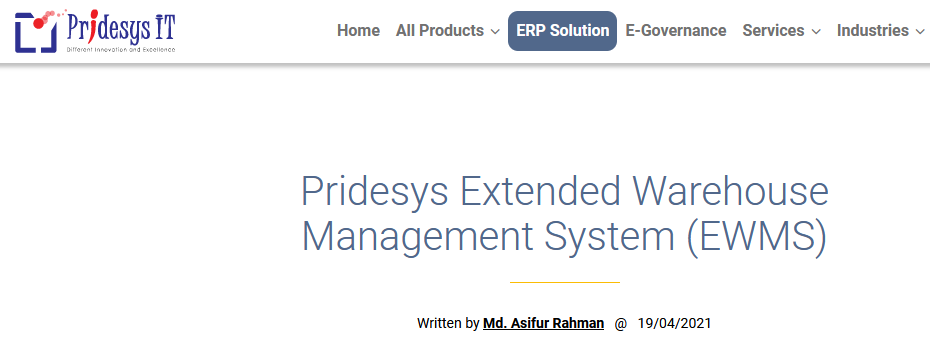 Pridesys IT
Different Innovation and Excellence
Home All Products ERP Solution E-Governance Services Industries
Pridesys Extended Warehouse
Management System (EWMS)
Written by Md. Asifur Rahman @ 19/04/2021